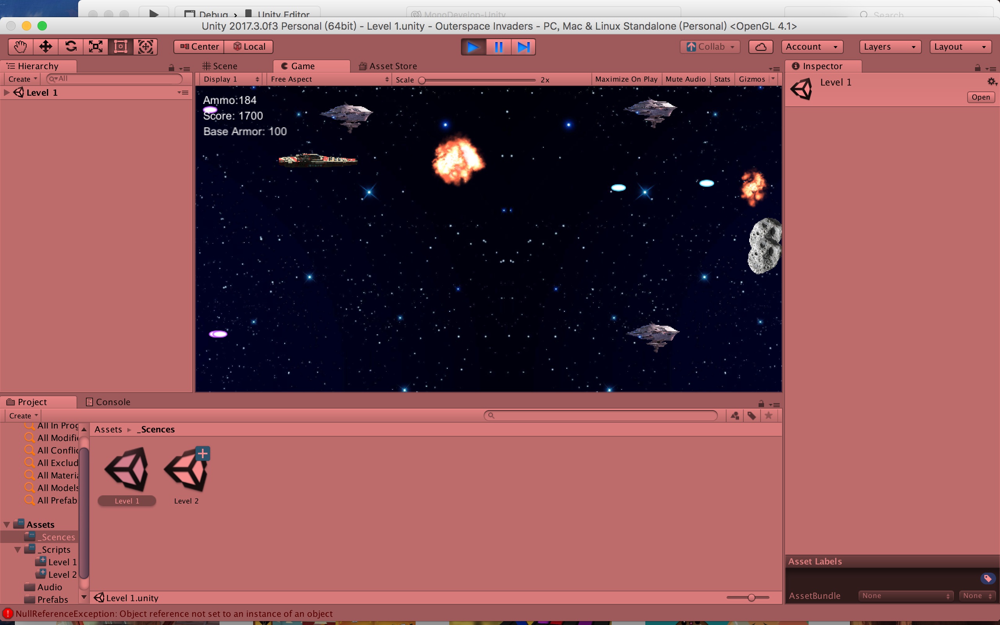 Debug › Unity Editor
MonoDevelop-Unity
Search
Unity 2017.3.0f3 Personal (64bit) - Level 1.unity - Outerspace Invaders - PC, Mac & Linux Standalone (Personal) <OpenGL 4.1>
Center Local
Collab Account Layers Layout
Hierarchy
Create All
Level 1
Scene Game Asset Store
Display 1 Free Aspect Scale 2x Maximize On Play Mute Audio Stats Gizmos
Ammo:184
Score: 1700
Base Armor: 100
Inspector
Level 1
Open
Project Console
Create
All In Prog
All Modifie
All Conflic
All Exclud
All Materia
All Models
All Prefab
Assets
_Scences
_Scripts
Level 1
Level 2
Audio
Prefabs
Assets ▸ _Scences
Level 1
Level 2
Level 1.unity
Asset Labels
AssetBundle None None
NullReferenceException: Object reference not set to an instance of an object